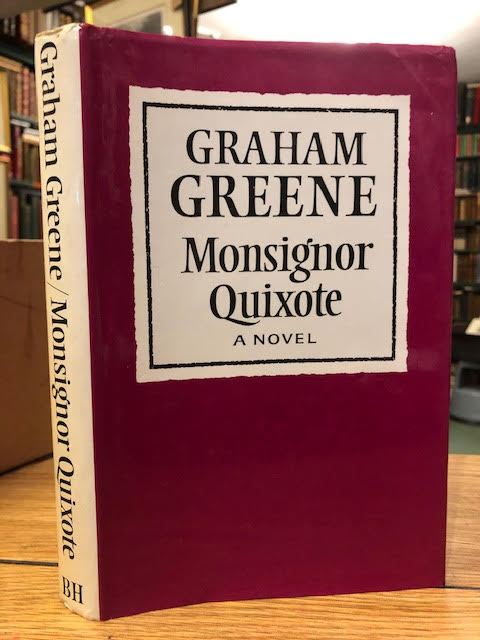 GRAHAM
GREENE
Monsignor
Quixote
A NOVEL
Graham Greene/Monsignor Quixote
BH